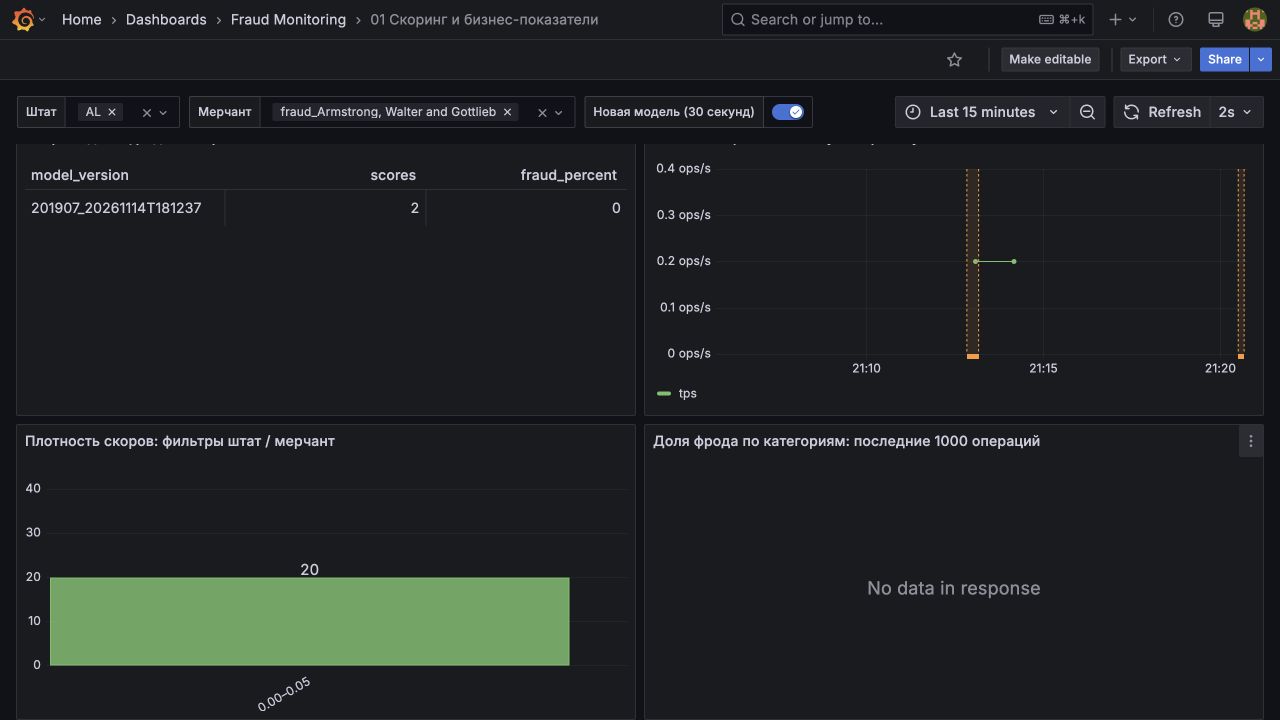 Home › Dashboards › Fraud Monitoring › 01 Скоринг и бизнес-показатели
Search or jump to...
⌘+k
Make editable
Export
Share
Штат
AL
Мерчант
fraud_Armstrong, Walter and Gottlieb
Новая модель (30 секунд)
Last 15 minutes
Refresh
2s
model_version scores fraud_percent
201907_20261114T181237 2 0
0.4 ops/s
0.3 ops/s
0.2 ops/s
0.1 ops/s
0 ops/s
21:10 21:15 21:20
tps
Плотность скоров: фильтры штат / мерчант
40
30
20
10
0
20
0.00–0.05
Доля фрода по категориям: последние 1000 операций
No data in response